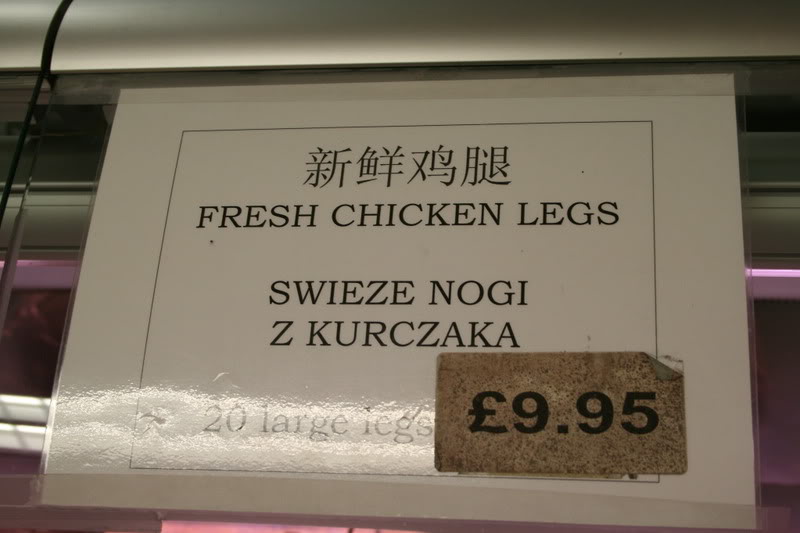 新鲜鸡腿
FRESH CHICKEN LEGS
SWIEZE NOGI
Z KURCZAKA
20 large legs
£9.95